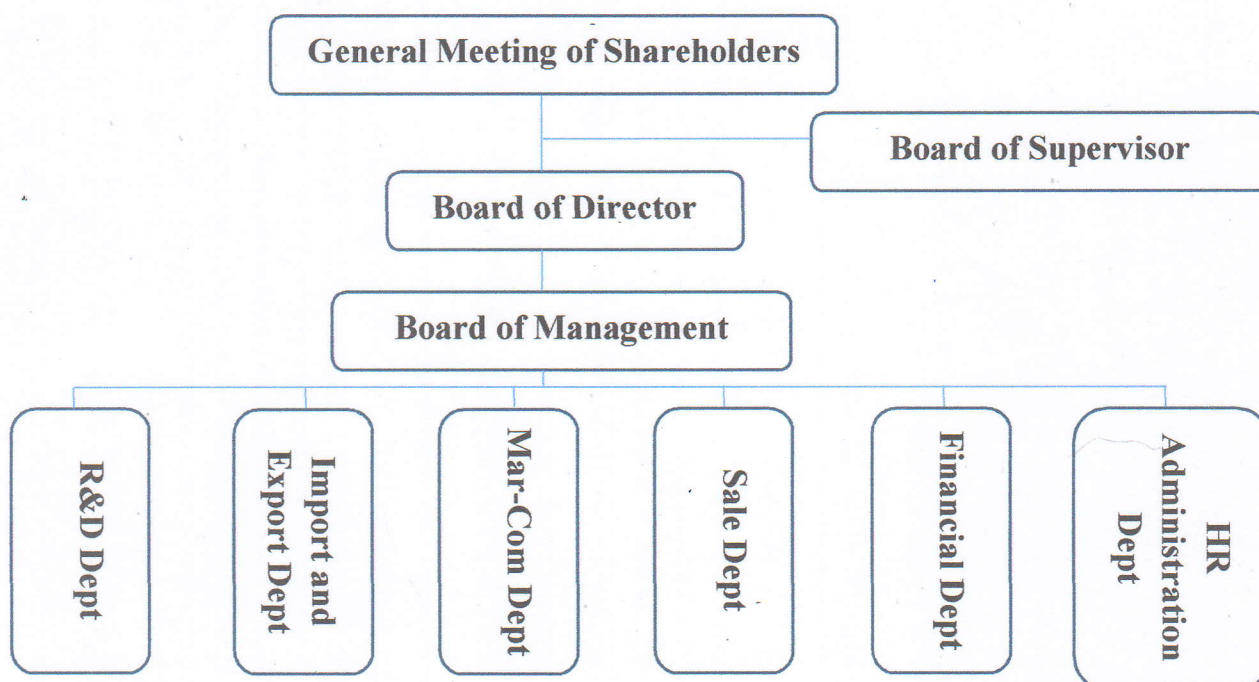 General Meeting of Shareholders
Board of Supervisor
Board of Director
Board of Management
R&D Dept
Import and
Export Dept
Mar-Com Dept
Sale Dept
Financial Dept
HR
Administration
Dept